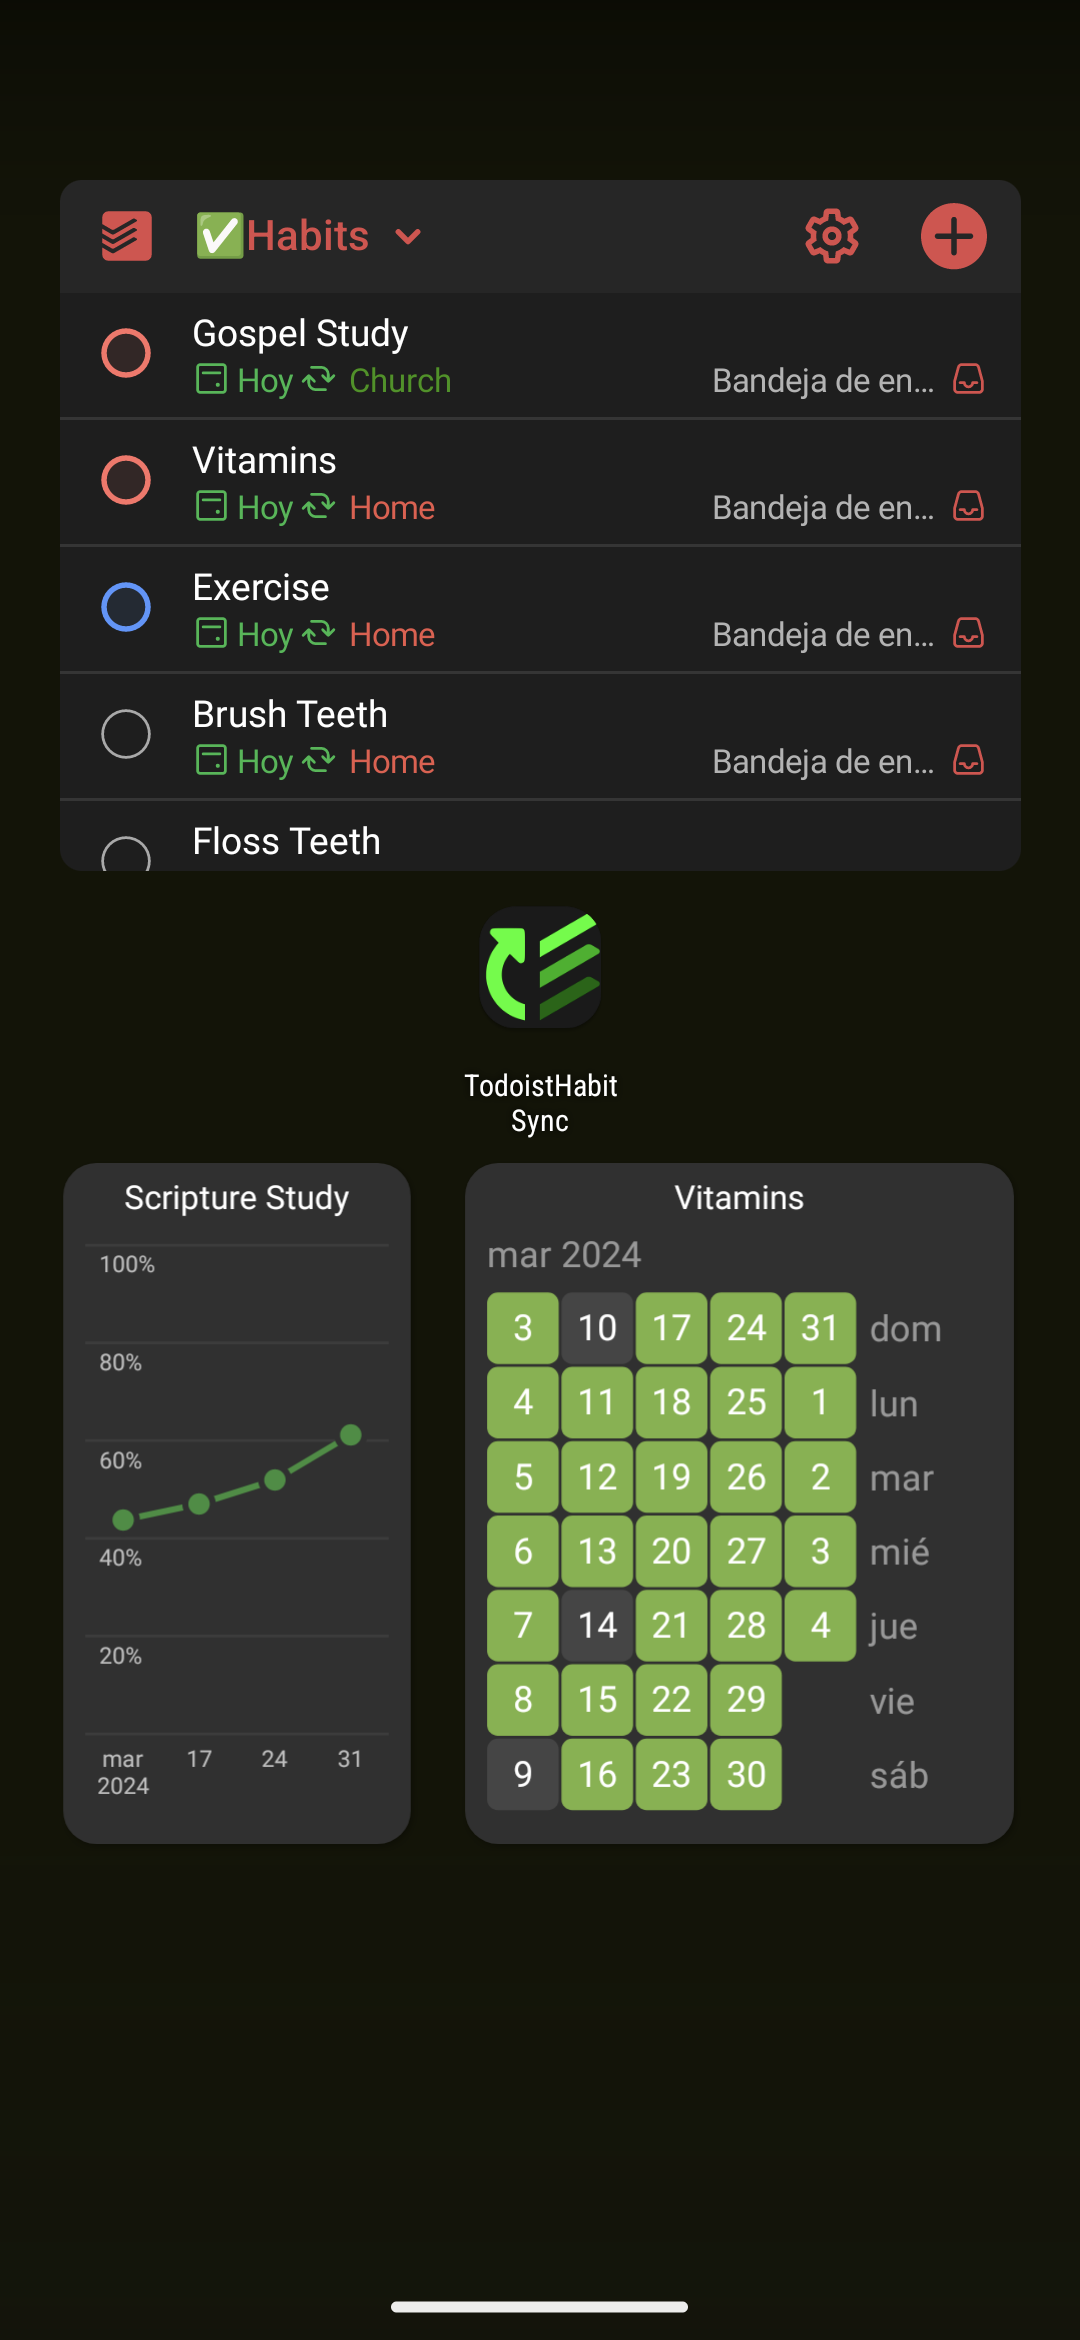 ✅Habits
Gospel Study
Hoy Church Bandeja de en...
Vitamins
Hoy Home Bandeja de en...
Exercise
Hoy Home Bandeja de en...
Brush Teeth
Hoy Home Bandeja de en...
Floss Teeth
TodoistHabit
Sync
Scripture Study
100%
80%
60%
40%
20%
mar 17 24 31
2024
Vitamins
mar 2024
3 10 17 24 31 dom
4 11 18 25 1 lun
5 12 19 26 2 mar
6 13 20 27 3 mié
7 14 21 28 4 jue
8 15 22 29 vie
9 16 23 30 sáb